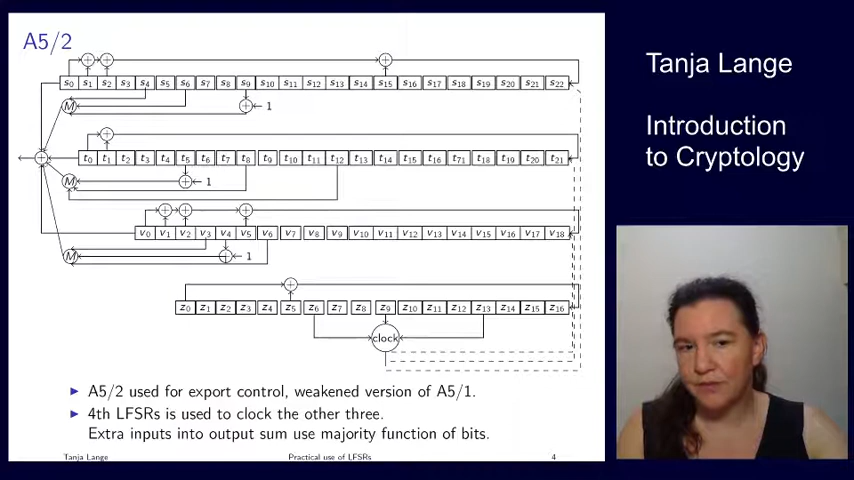 A5/2
s0 s1 s2 s3 s4 s5 s6 s7 s8 s9 s10 s11 s12 s13 s14 s15 s16 s17 s18 s19 s20 s21 s22
M
1
t0 t1 t2 t3 t4 t5 t6 t7 t8 t9 t10 t11 t12 t13 t14 t15 t16 t71 t18 t19 t20 t21
M
1
v0 v1 v2 v3 v4 v5 v6 v7 v8 v9 v10 v11 v12 v13 v14 v15 v16 v17 v18
M
1
z0 z1 z2 z3 z4 z5 z6 z7 z8 z9 z10 z11 z12 z13 z14 z15 z16
clock
A5/2 used for export control, weakened version of A5/1.
4th LFSRs is used to clock the other three.
Extra inputs into output sum use majority function of bits.
Tanja Lange Practical use of LFSRs 4
Tanja Lange
Introduction
to Cryptology